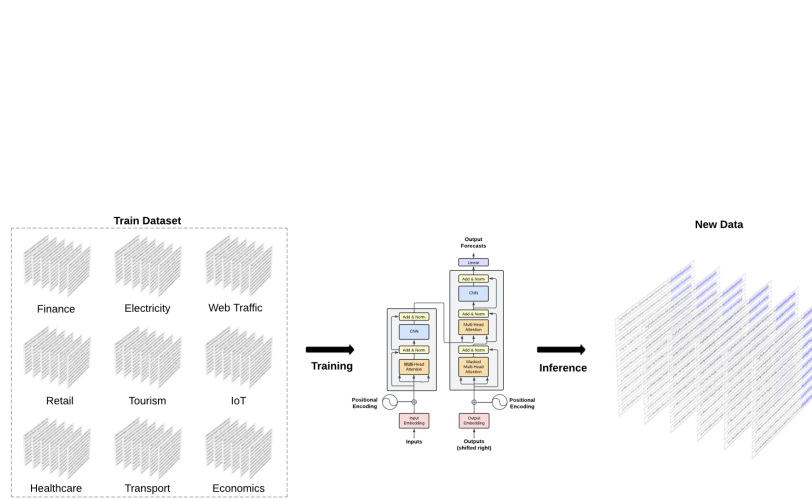 Train Dataset
Finance
Electricity
Web Traffic
Retail
Tourism
IoT
Healthcare
Transport
Economics
Training
Output
Forecasts
Linear
Add & Norm
CNN
Add & Norm
Multi-Head
Attention
Add & Norm
Masked
Multi-Head
Attention
Add & Norm
CNN
Add & Norm
Multi-Head
Attention
Positional
Encoding
Positional
Encoding
Input
Embedding
Output
Embedding
Inputs
Outputs
(shifted right)
Inference
New Data